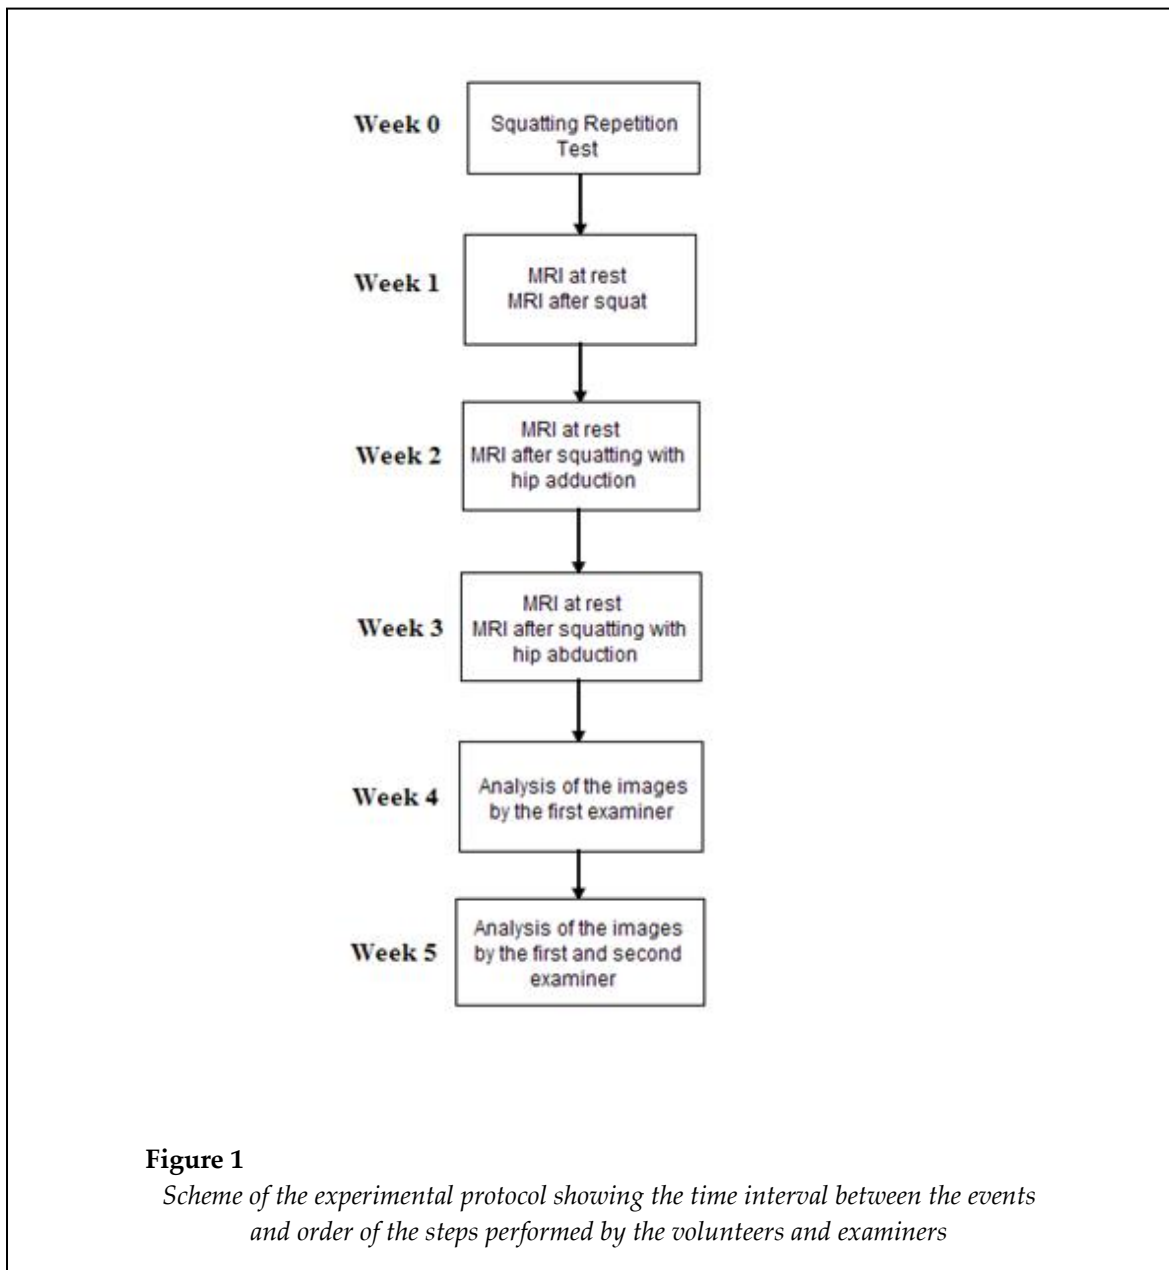 Week 0
Squatting Repetition
Test
Week 1
MRI at rest
MRI after squat
Week 2
MRI at rest
MRI after squatting with
hip adduction
Week 3
MRI at rest
MRI after squatting with
hip abduction
Week 4
Analysis of the images
by the first examiner
Week 5
Analysis of the images
by the first and second
examiner
Figure 1
Scheme of the experimental protocol showing the time interval between the events
and order of the steps performed by the volunteers and examiners